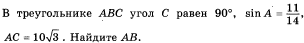 В треугольнике ABC угол C равен 90°, sin A = 11/14,
AC = 10√3 . Найдите AB.